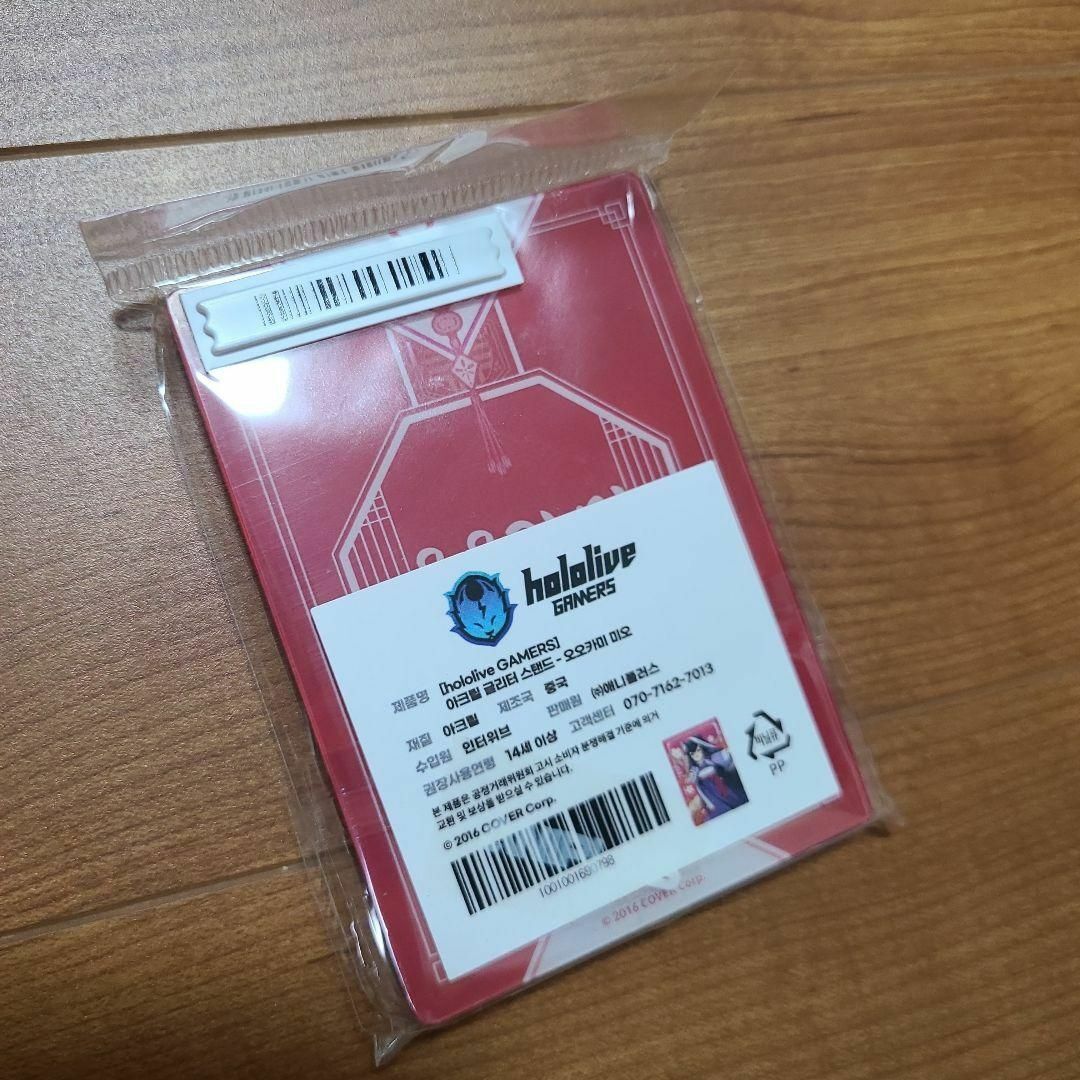 hololive
GAMERS
제품명 [hololive GAMERS]
아크릴 글리터 스탠드 - 오오카미 미오
재질 아크릴 제조국 중국
수입원 인터위브 판매원 ㈜애니플러스
권장사용연령 14세 이상 고객센터 070-7162-7013
본 제품은 공정거래위원회 고시 소비자 분쟁해결 기준에 의거
교환 및 보상을 받으실 수 있습니다.
© 2016 COVER Corp.
1001001680798
비닐류
PP
© 2016 COVER Corp.